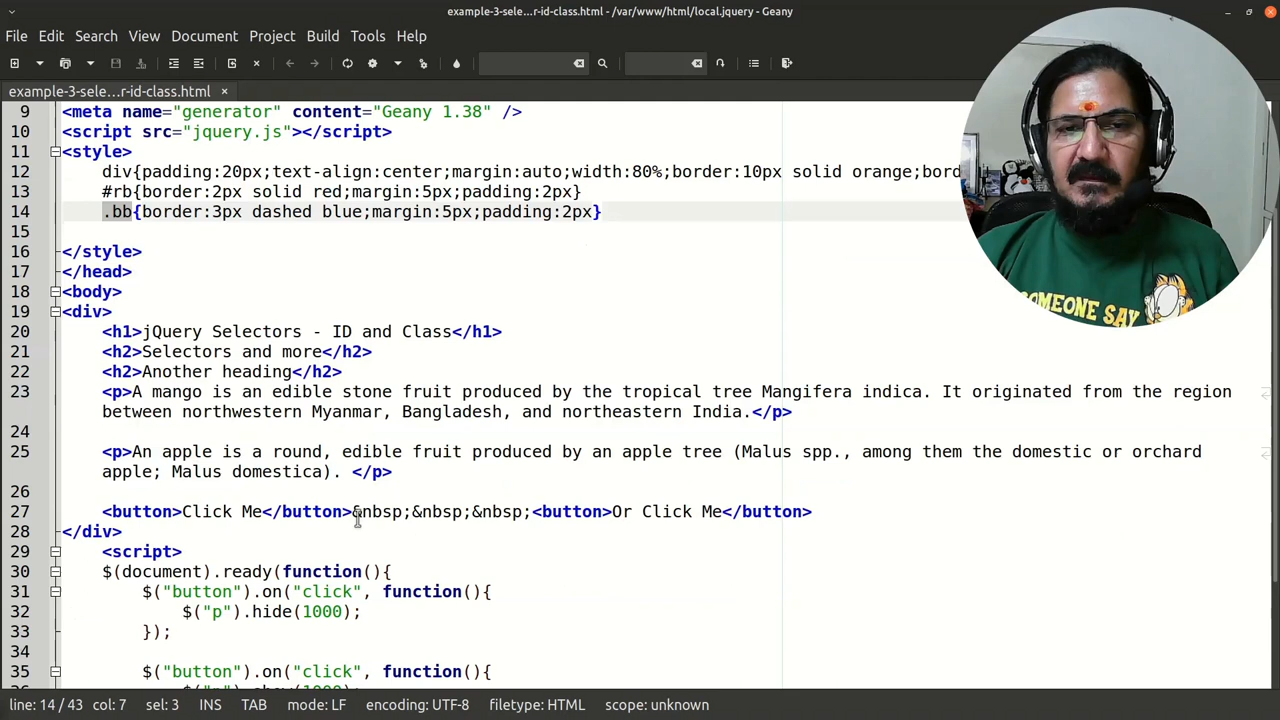 example-3-sele...r-id-class.html - /var/www/html/local.jquery - Geany
File Edit Search View Document Project Build Tools Help
example-3-sele...r-id-class.html ×
9 <meta name="generator" content="Geany 1.38" />
10 <script src="jquery.js"></script>
11 <style>
12 div{padding:20px;text-align:center;margin:auto;width:80%;border:10px solid orange;bord
13 #rb{border:2px solid red;margin:5px;padding:2px}
14 .bb{border:3px dashed blue;margin:5px;padding:2px}
15
16 </style>
17 </head>
18 <body>
19 <div>
20 <h1>jQuery Selectors - ID and Class</h1>
21 <h2>Selectors and more</h2>
22 <h2>Another heading</h2>
23 <p>A mango is an edible stone fruit produced by the tropical tree Mangifera indica. It originated from the region
between northwestern Myanmar, Bangladesh, and northeastern India.</p>
24
25 <p>An apple is a round, edible fruit produced by an apple tree (Malus spp., among them the domestic or orchard
apple; Malus domestica). </p>
26
27 <button>Click Me</button>&nbsp;&nbsp;&nbsp;<button>Or Click Me</button>
28 </div>
29 <script>
30 $(document).ready(function(){
31 $("button").on("click", function(){
32 $("p").hide(1000);
33 });
34
35 $("button").on("click", function(){
SOMEONE SAY
line: 14 / 43 col: 7 sel: 3 INS TAB mode: LF encoding: UTF-8 filetype: HTML scope: unknown